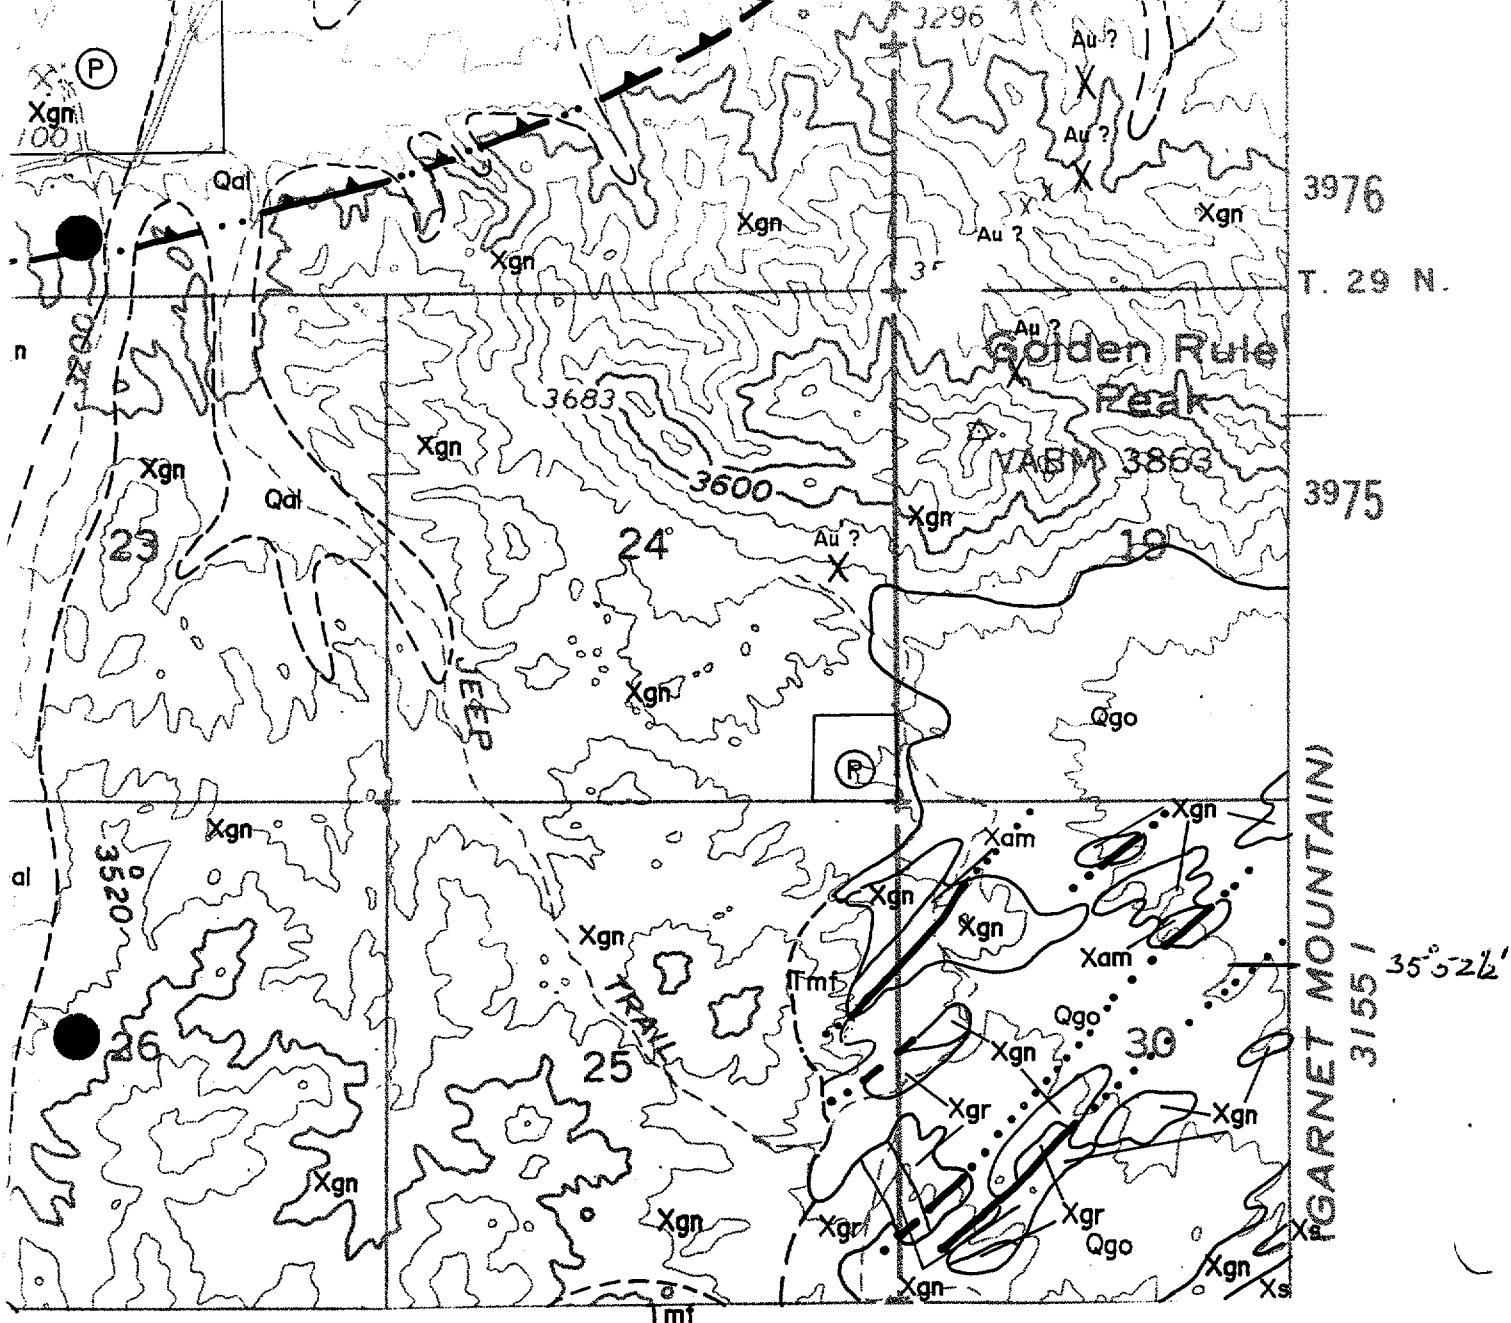 3296
Au ?
P
Xgn
100
Au ?
Qal
3976
Xgn
Xgn
Au ?
Xgn
T. 29 N.
Au ?
n
Golden Rule
Peak
3683
Xgn
VABM 3863
Xgn
3600
3975
Qal
Xgn
23
24
Au ?
19
Xgn
JEEP
Qgo
P
Xgn
Xgn
Xam
al
3520
Xgn
Xgn
Xgn
Xam
(GARNET MOUNTAIN)
3155 I
35° 52½'
Tmf
TRAIL
Qgo
26
25
30
Xgn
Xgr
Xgn
Xgn
Xgn
Xgr
Xgr
Qgo
Xs
Xgn
Xgn
Xs
Tmf